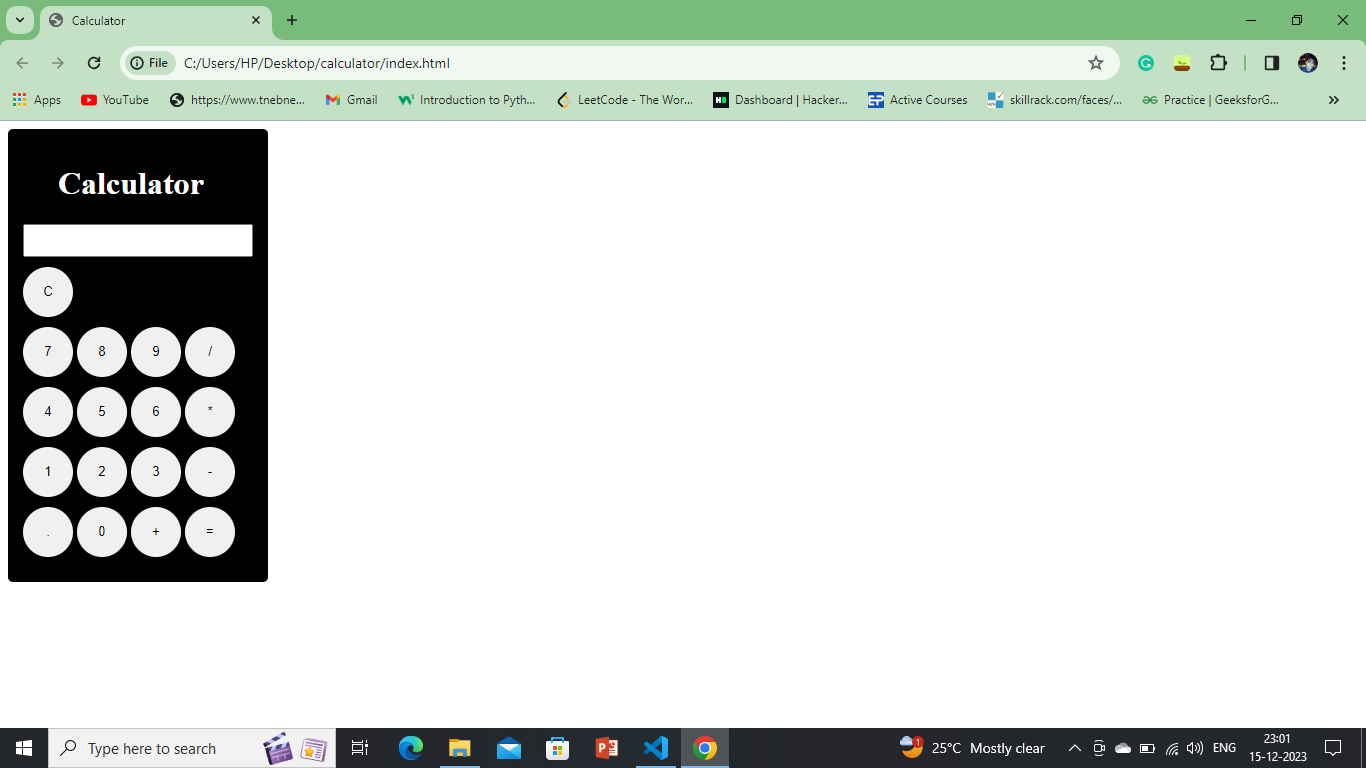 Calculator
File C:/Users/HP/Desktop/calculator/index.html
Apps YouTube https://www.tnebne... Gmail Introduction to Pyth... LeetCode - The Wor... Dashboard | Hacker... Active Courses skillrack.com/faces/... Practice | GeeksforG...
Calculator
C
7 8 9 /
4 5 6 *
1 2 3 -
. 0 + =
Type here to search 1 25°C Mostly clear ENG 23:01
15-12-2023